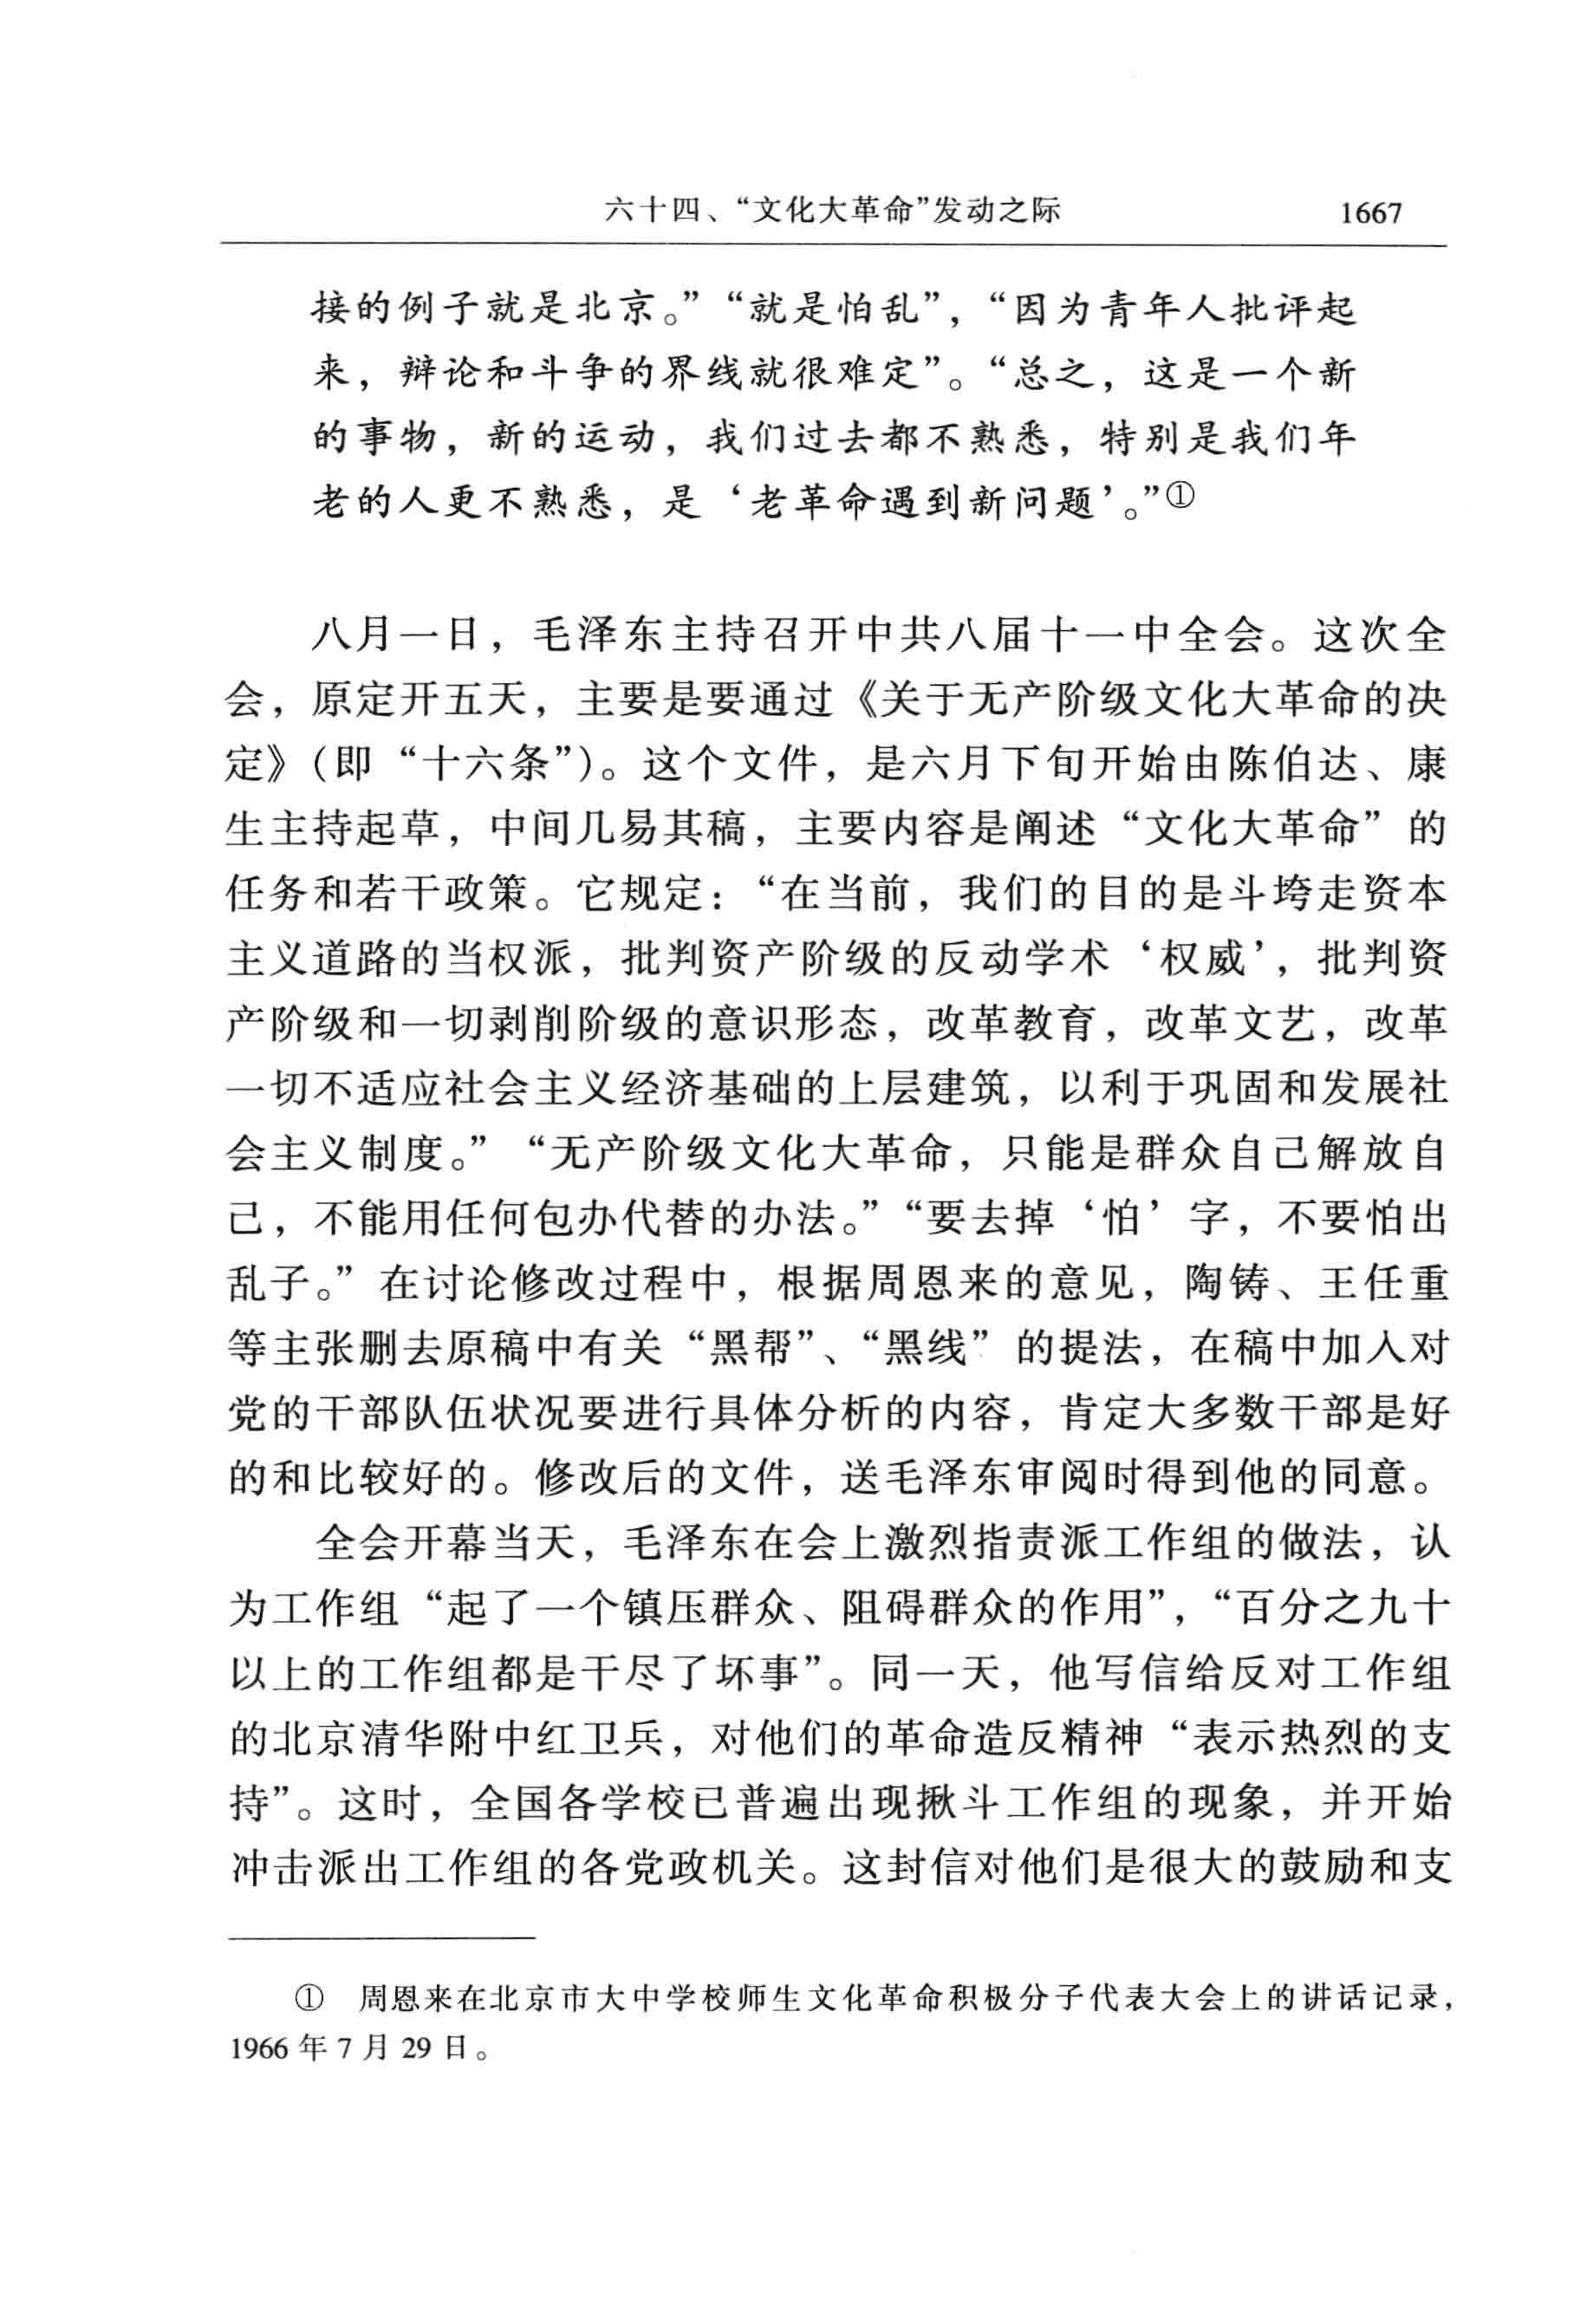 六十四、“文化大革命”发动之际 1667
接的例子就是北京。”“就是怕乱”，“因为青年人批评起
来，辩论和斗争的界线就很难定”。“总之，这是一个新
的事物，新的运动，我们过去都不熟悉，特别是我们年
老的人更不熟悉，是‘老革命遇到新问题’。”①
八月一日，毛泽东主持召开中共八届十一中全会。这次全
会，原定开五天，主要是要通过《关于无产阶级文化大革命的决
定》(即“十六条”)。这个文件，是六月下旬开始由陈伯达、康
生主持起草，中间几易其稿，主要内容是阐述“文化大革命”的
任务和若干政策。它规定：“在当前，我们的目的是斗垮走资本
主义道路的当权派，批判资产阶级的反动学术‘权威’，批判资
产阶级和一切剥削阶级的意识形态，改革教育，改革文艺，改革
一切不适应社会主义经济基础的上层建筑，以利于巩固和发展社
会主义制度。”“无产阶级文化大革命，只能是群众自己解放自
己，不能用任何包办代替的办法。”“要去掉‘怕’字，不要怕出
乱子。”在讨论修改过程中，根据周恩来的意见，陶铸、王任重
等主张删去原稿中有关“黑帮”、“黑线”的提法，在稿中加入对
党的干部队伍状况要进行具体分析的内容，肯定大多数干部是好
的和比较好的。修改后的文件，送毛泽东审阅时得到他的同意。
全会开幕当天，毛泽东在会上激烈指责派工作组的做法，认
为工作组“起了一个镇压群众、阻碍群众的作用”，“百分之九十
以上的工作组都是干尽了坏事”。同一天，他写信给反对工作组
的北京清华附中红卫兵，对他们的革命造反精神“表示热烈的支
持”。这时，全国各学校已普遍出现揪斗工作组的现象，并开始
冲击派出工作组的各党政机关。这封信对他们是很大的鼓励和支
① 周恩来在北京市大中学校师生文化革命积极分子代表大会上的讲话记录，
1966年7月29日。